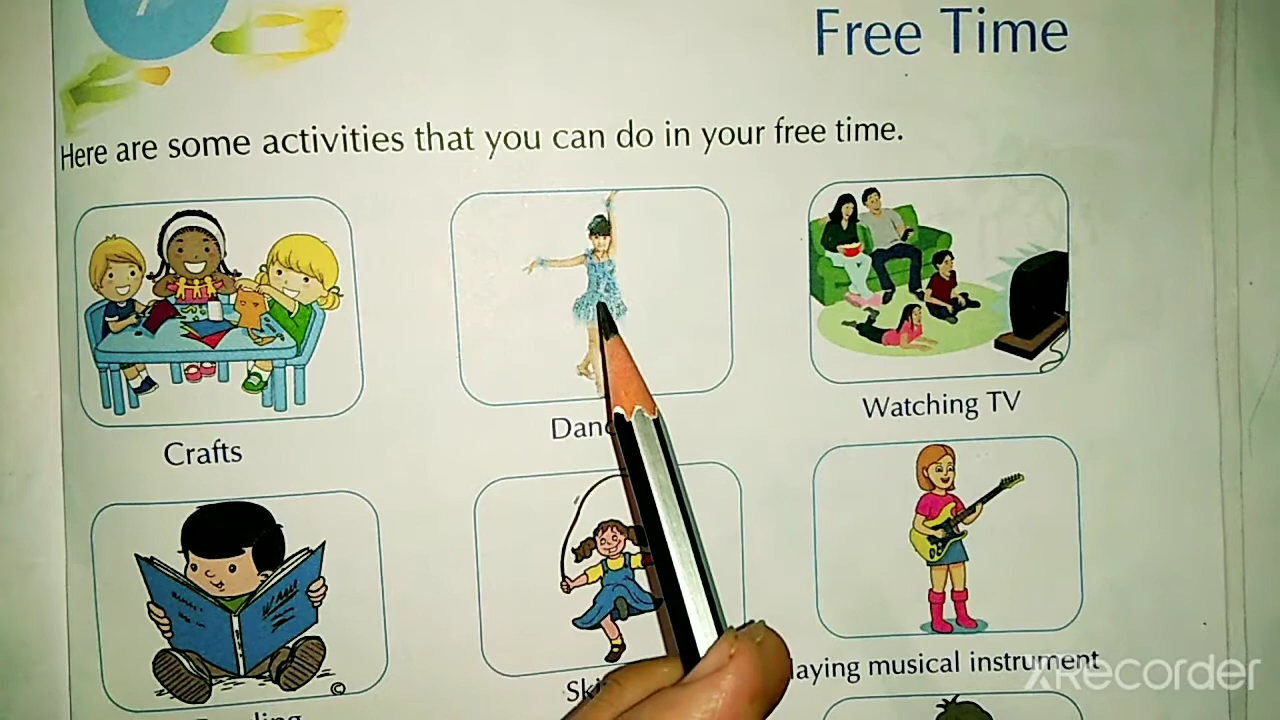 Free Time
Here are some activities that you can do in your free time.
Crafts
Watching TV
laying musical instrument
XRecorder